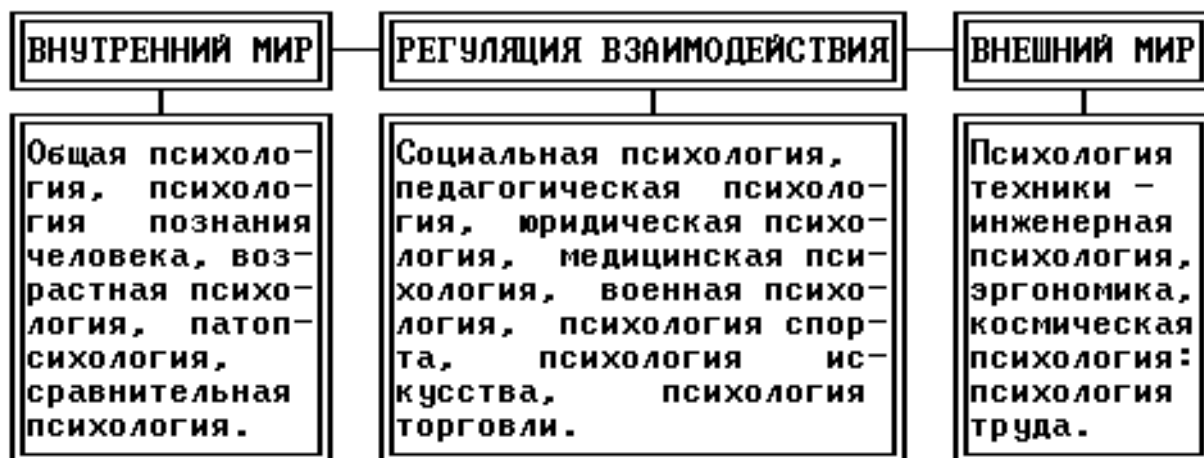 ВНУТРЕННИЙ МИР
РЕГУЛЯЦИЯ ВЗАИМОДЕЙСТВИЯ
ВНЕШНИЙ МИР
Общая психоло-
гия, психоло-
гия познания
человека, воз-
растная психо-
логия, патоп-
сихология,
сравнительная
психология.
Социальная психология,
педагогическая психоло-
гия, юридическая психо-
логия, медицинская пси-
хология, военная психо-
логия, психология спор-
та, психология ис-
кусства, психология
торговли.
Психология
техники -
инженерная
психология,
эргономика,
космическая
психология:
психология
труда.